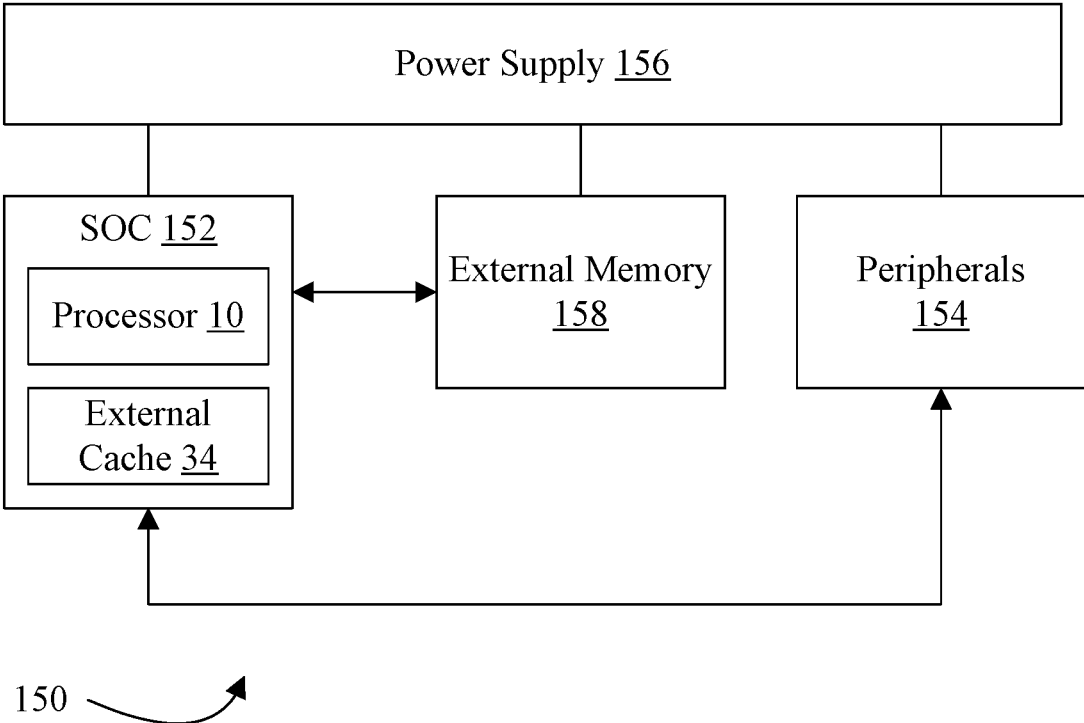 Power Supply 156
SOC 152
Processor 10
External
Cache 34
External Memory
158
Peripherals
154
150